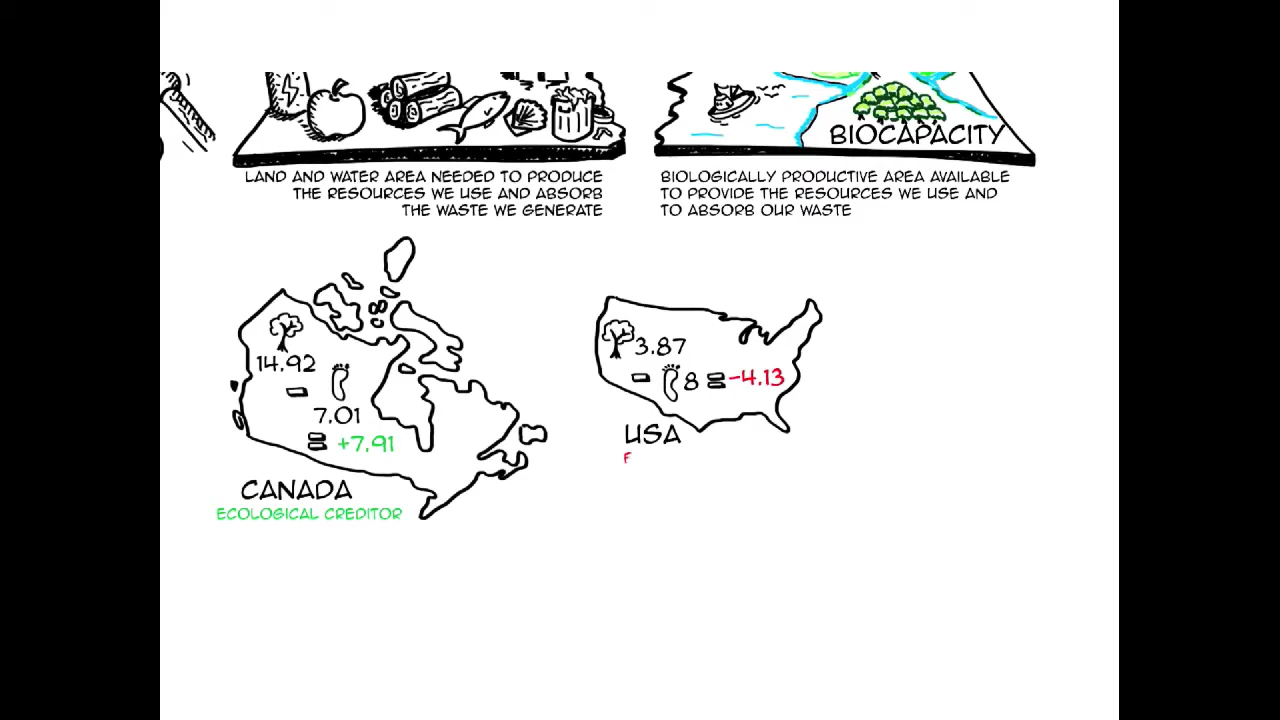 BIOCAPACITY
LAND AND WATER AREA NEEDED TO PRODUCE
THE RESOURCES WE USE AND ABSORB
THE WASTE WE GENERATE
BIOLOGICALLY PRODUCTIVE AREA AVAILABLE
TO PROVIDE THE RESOURCES WE USE AND
TO ABSORB OUR WASTE
14.92
-
7.01
= +7.91
CANADA
ECOLOGICAL CREDITOR
3.87
- 8 = -4.13
USA